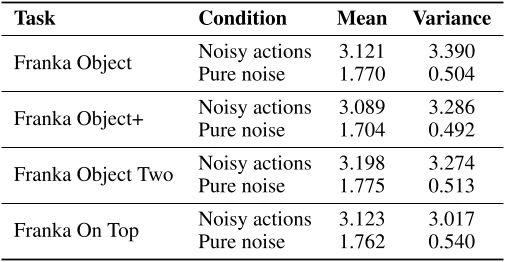 Task Condition Mean Variance
Franka Object Noisy actions 3.121 3.390
Pure noise 1.770 0.504
Franka Object+ Noisy actions 3.089 3.286
Pure noise 1.704 0.492
Franka Object Two Noisy actions 3.198 3.274
Pure noise 1.775 0.513
Franka On Top Noisy actions 3.123 3.017
Pure noise 1.762 0.540